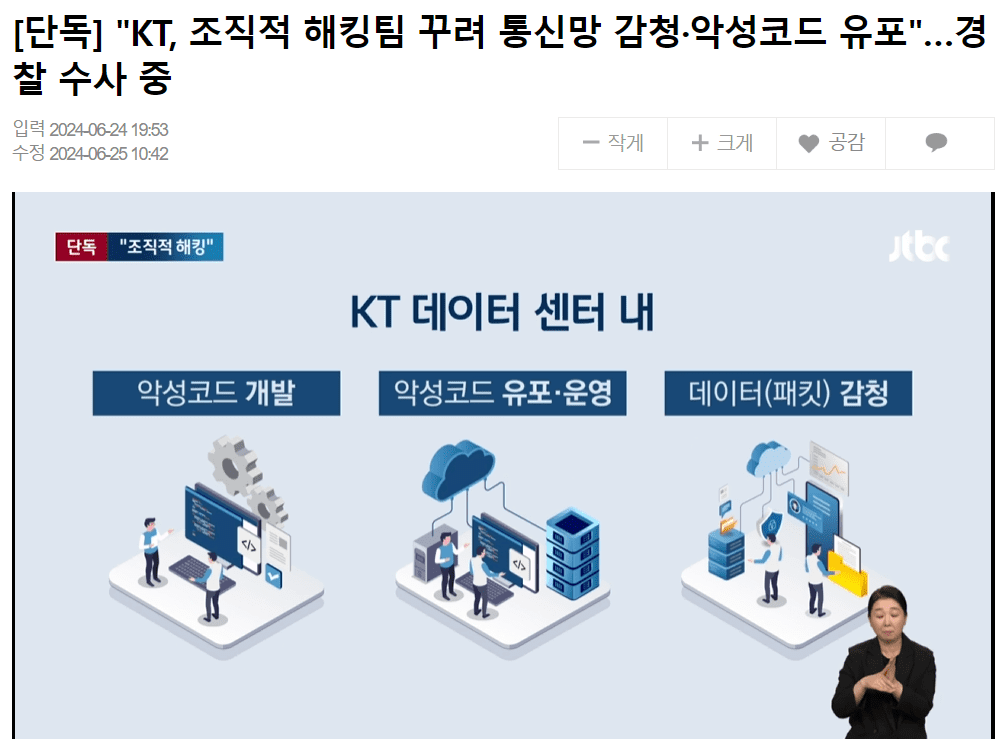 [단독] "KT, 조직적 해킹팀 꾸려 통신망 감청·악성코드 유포"…경
찰 수사 중
입력 2024-06-24 19:53
수정 2024-06-25 10:42
작게
크게
공감
단독 "조직적 해킹"
jtbc
KT 데이터 센터 내
악성코드 개발
악성코드 유포·운영
데이터(패킷) 감청
</>
</>